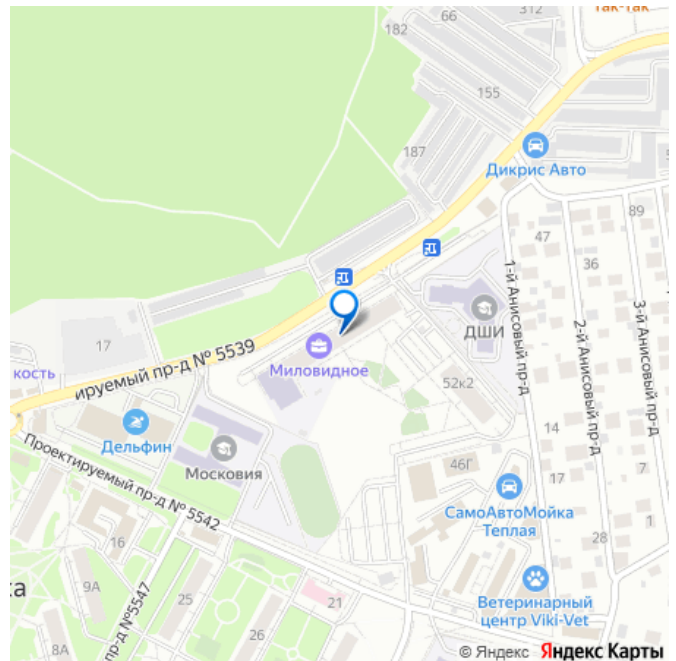 так-так
312
66
182
155
187
Дикрис Авто
89
47
36
1-й Анисовый пр-д
2-й Анисовый пр-д
3-й Анисовый пр-д
ДШИ
17
ируемый пр-д № 5539
кость
Миловидное
52к2
Дельфин
Московия
14
46Г
17
7
Проектируемый пр-д № 5542
СамоАвтоМойка
Теплая
16
28
1
ка
9А
пр-д №5547
25
21
Ветеринарный
центр Viki-Vet
26
8А
© Яндекс Яндекс Карты